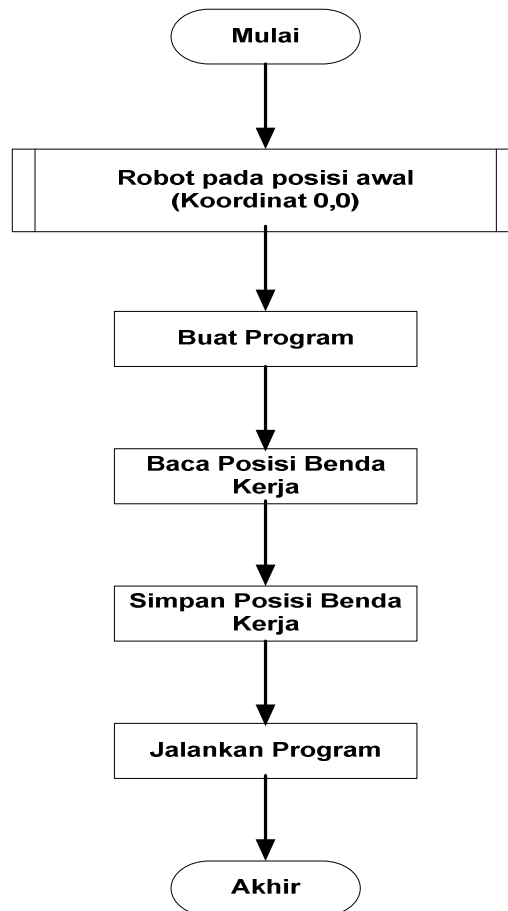 Mulai
Robot pada posisi awal
(Koordinat 0,0)
Buat Program
Baca Posisi Benda
Kerja
Simpan Posisi Benda
Kerja
Jalankan Program
Akhir